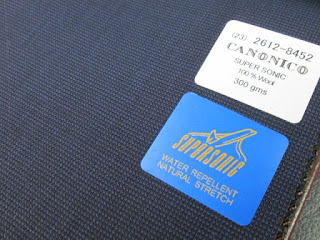 (23) 2612-8452
CANONICO
SUPER SONIC
100% Wool
300 gms
SUPERSONIC
WATER REPELLENT
NATURAL STRETCH